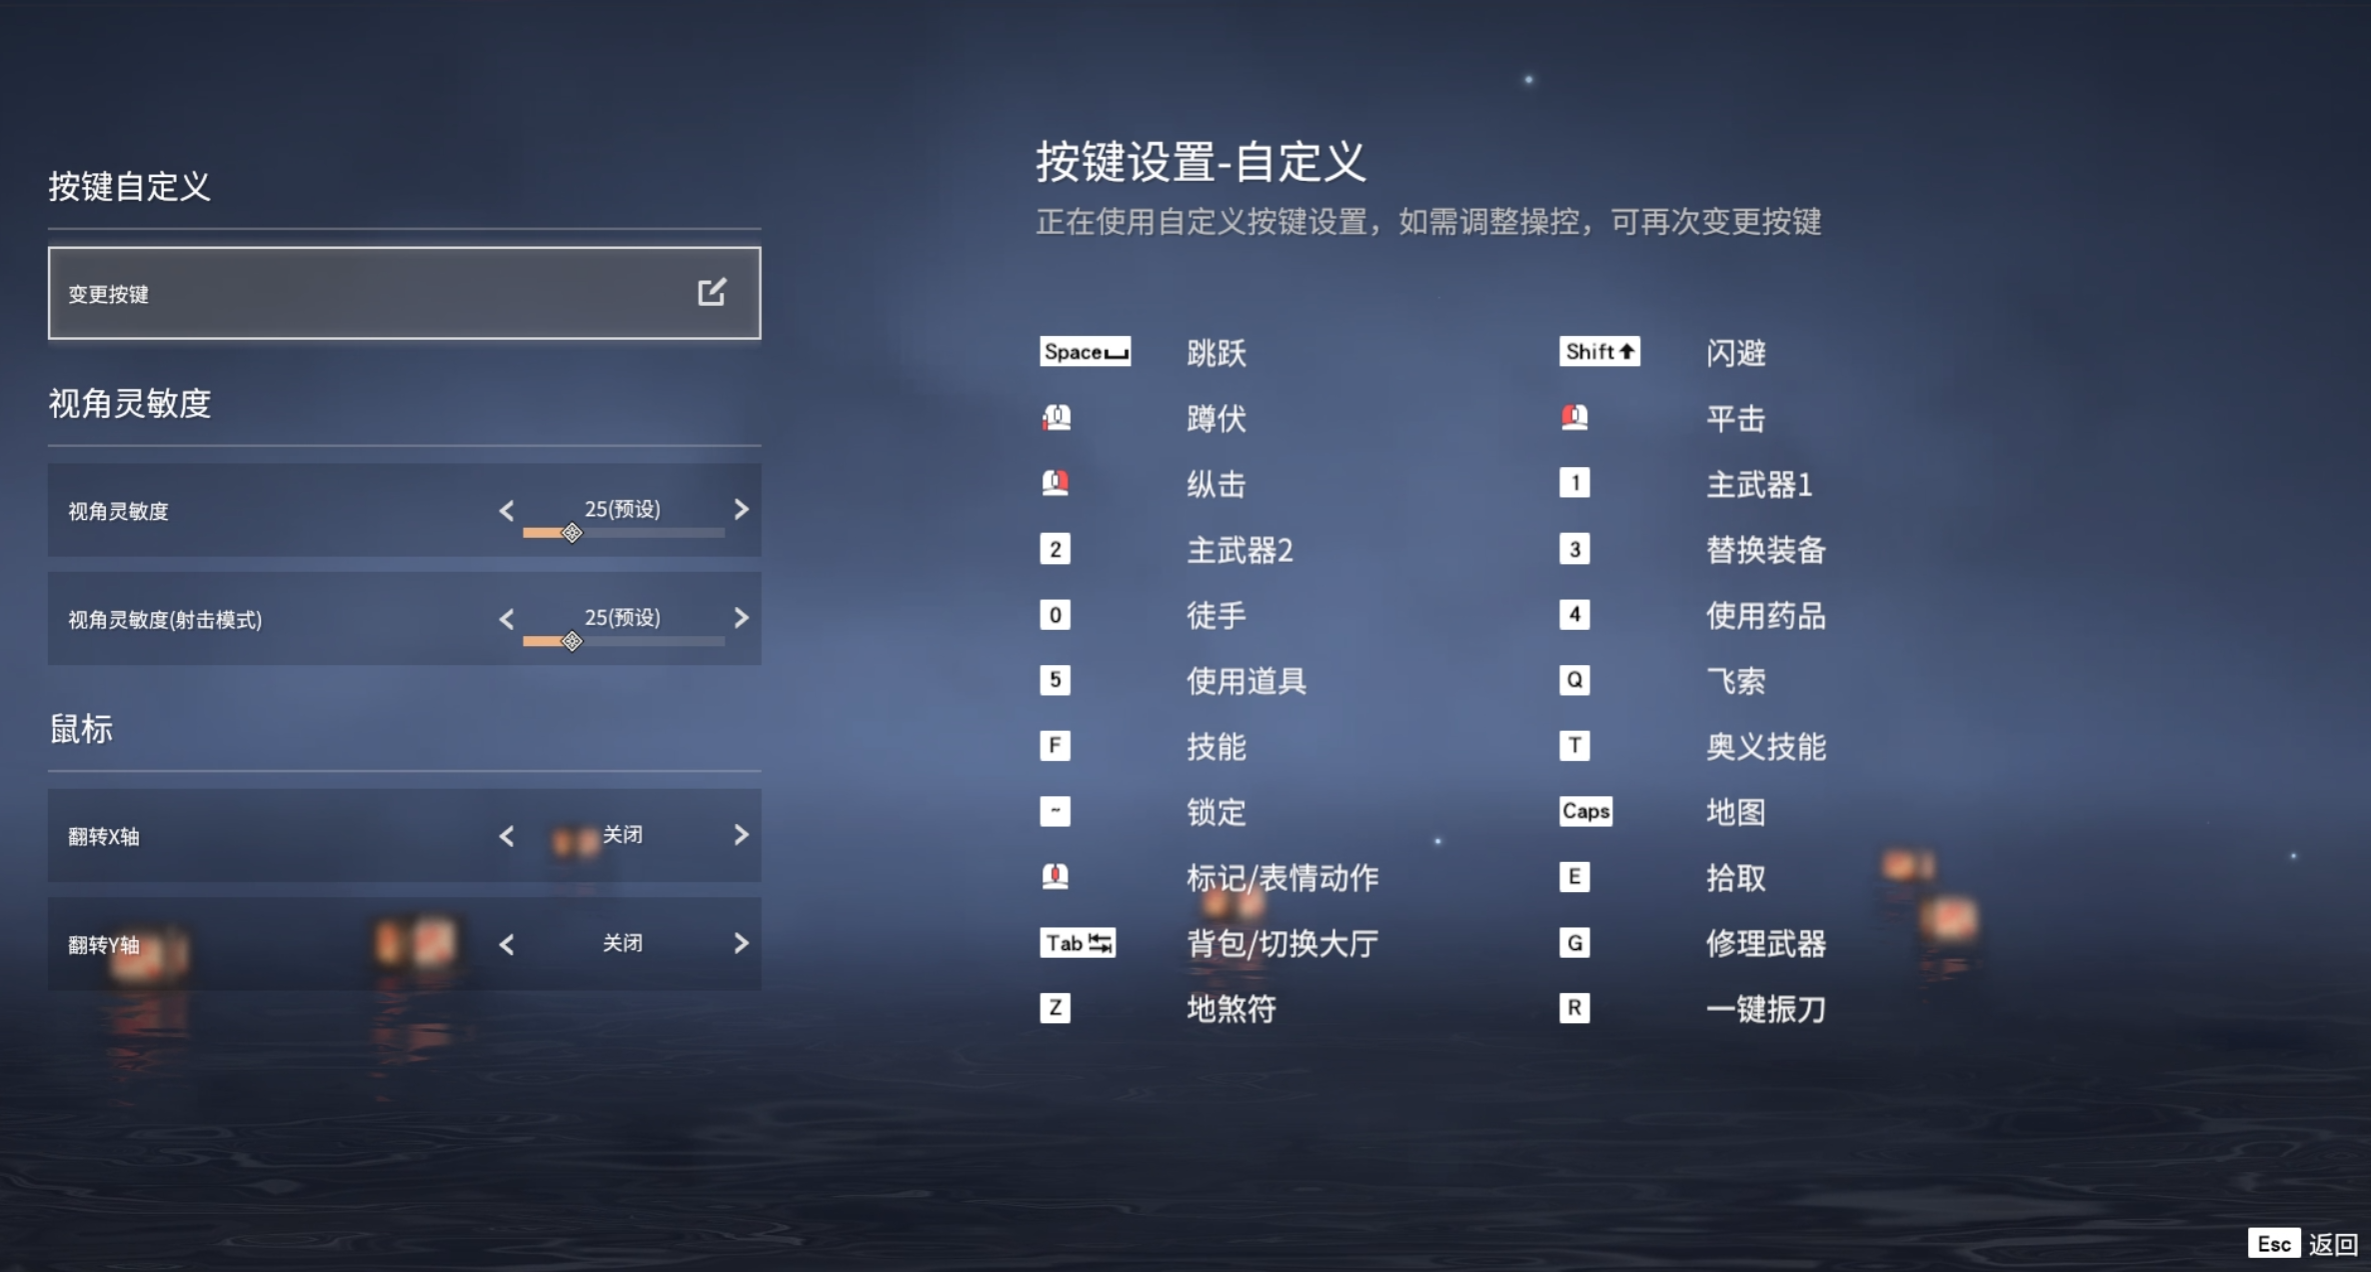 按键自定义
变更按键
视角灵敏度
视角灵敏度
25(预设)
视角灵敏度(射击模式)
25(预设)
鼠标
翻转X轴
关闭
翻转Y轴
关闭
按键设置-自定义
正在使用自定义按键设置，如需调整操控，可再次变更按键
Space 跳跃 Shift 闪避
蹲伏 平击
纵击 1 主武器1
2 主武器2 3 替换装备
0 徒手 4 使用药品
5 使用道具 Q 飞索
F 技能 T 奥义技能
~ 锁定 Caps 地图
标记/表情动作 E 拾取
Tab 背包/切换大厅 G 修理武器
Z 地煞符 R 一键振刀
Esc 返回